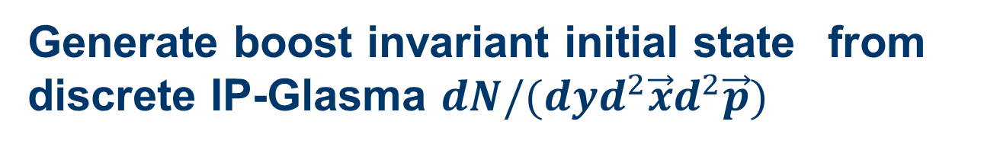 Generate boost invariant initial state from
discrete IP-Glasma 𝒅𝑵/(𝒅𝒚𝒅²𝒙⃗𝒅²𝒑⃗)